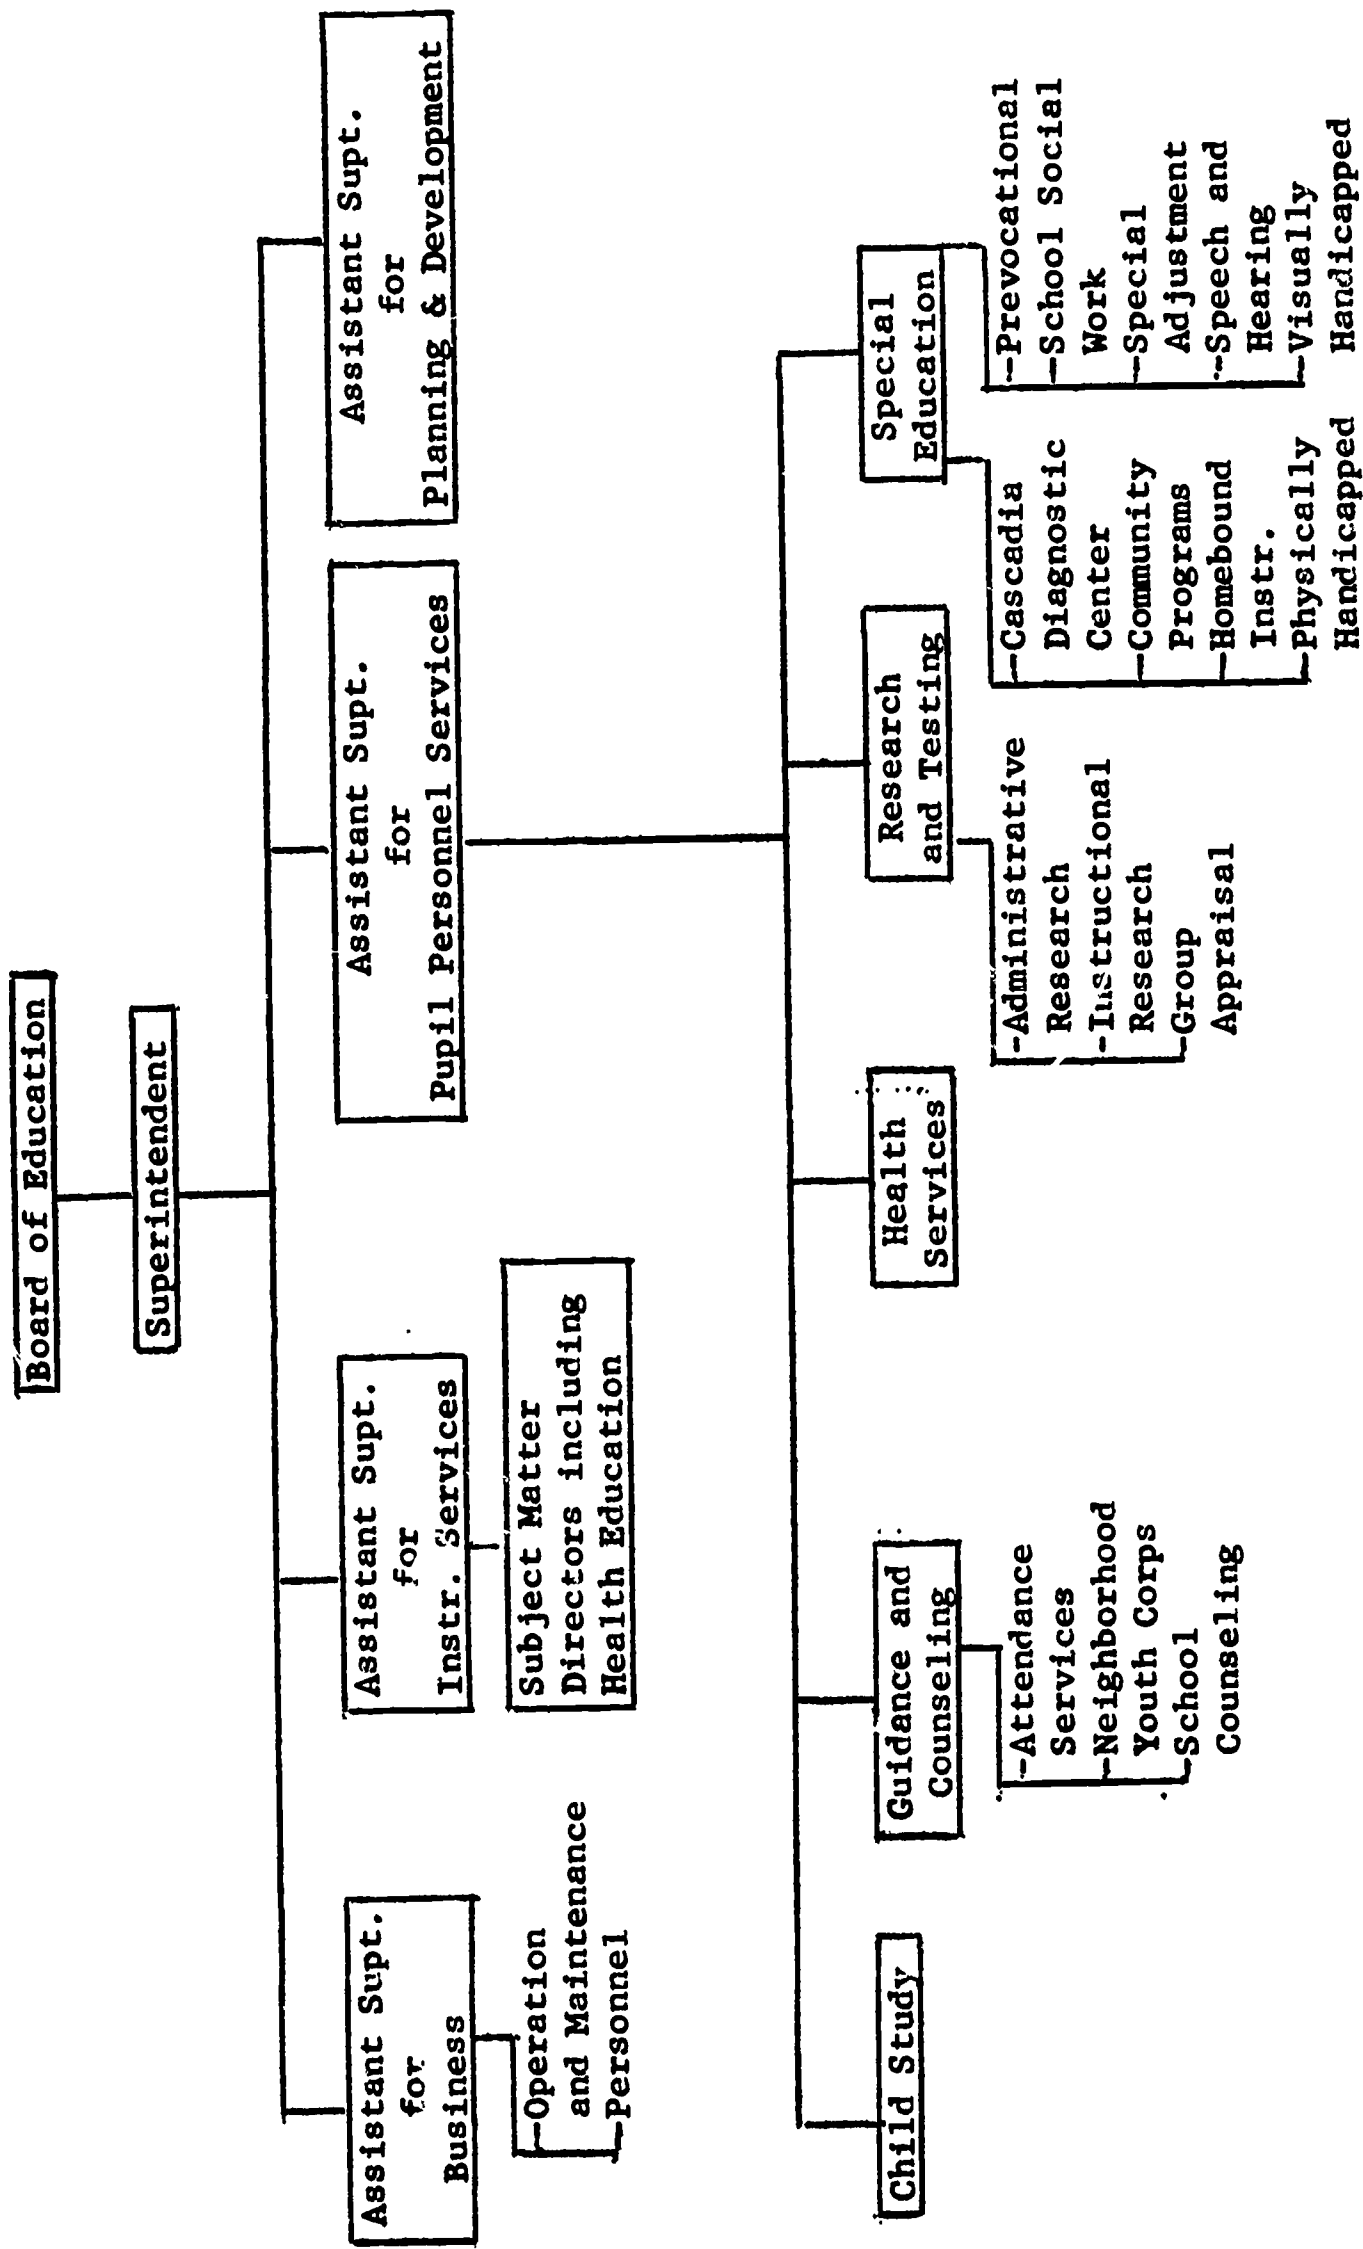 Board of Education
Superintendent
Assistant Supt.
for
Business
-Operation
and Maintenance
-Personnel
Assistant Supt.
for
Instr. Services
Subject Matter
Directors including
Health Education
Assistant Supt.
for
Pupil Personnel Services
Assistant Supt.
for
Planning & Development
Child Study
Guidance and
Counseling
-Attendance
Services
-Neighborhood
Youth Corps
-School
Counseling
Health
Services
Research
and Testing
-Administrative
Research
-Instructional
Research
-Group
Appraisal
Special
Education
-Cascadia
Diagnostic
Center
-Community
Programs
-Homebound
Instr.
-Physically
Handicapped
-Prevocational
-School Social
Work
-Special
Adjustment
-Speech and
Hearing
-Visually
Handicapped